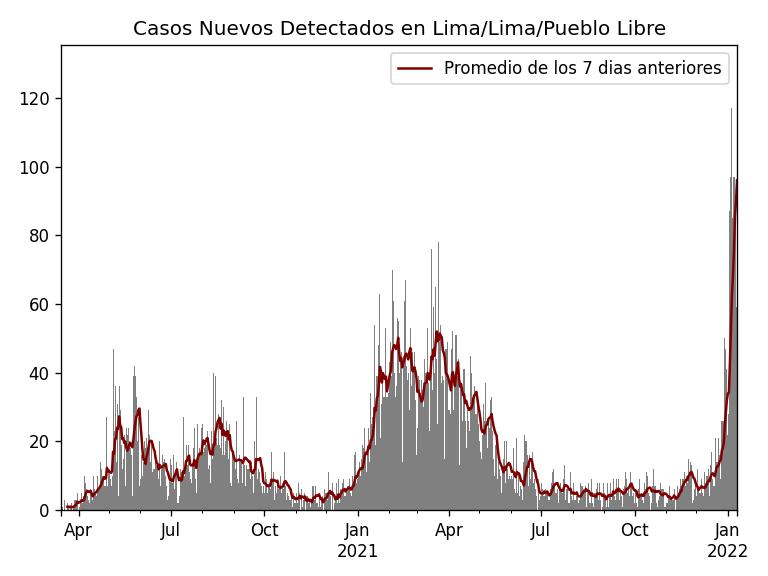 Casos Nuevos Detectados en Lima/Lima/Pueblo Libre
Promedio de los 7 dias anteriores
120
100
80
60
40
20
0
Apr Jul Oct Jan Apr Jul Oct Jan
2021 2022